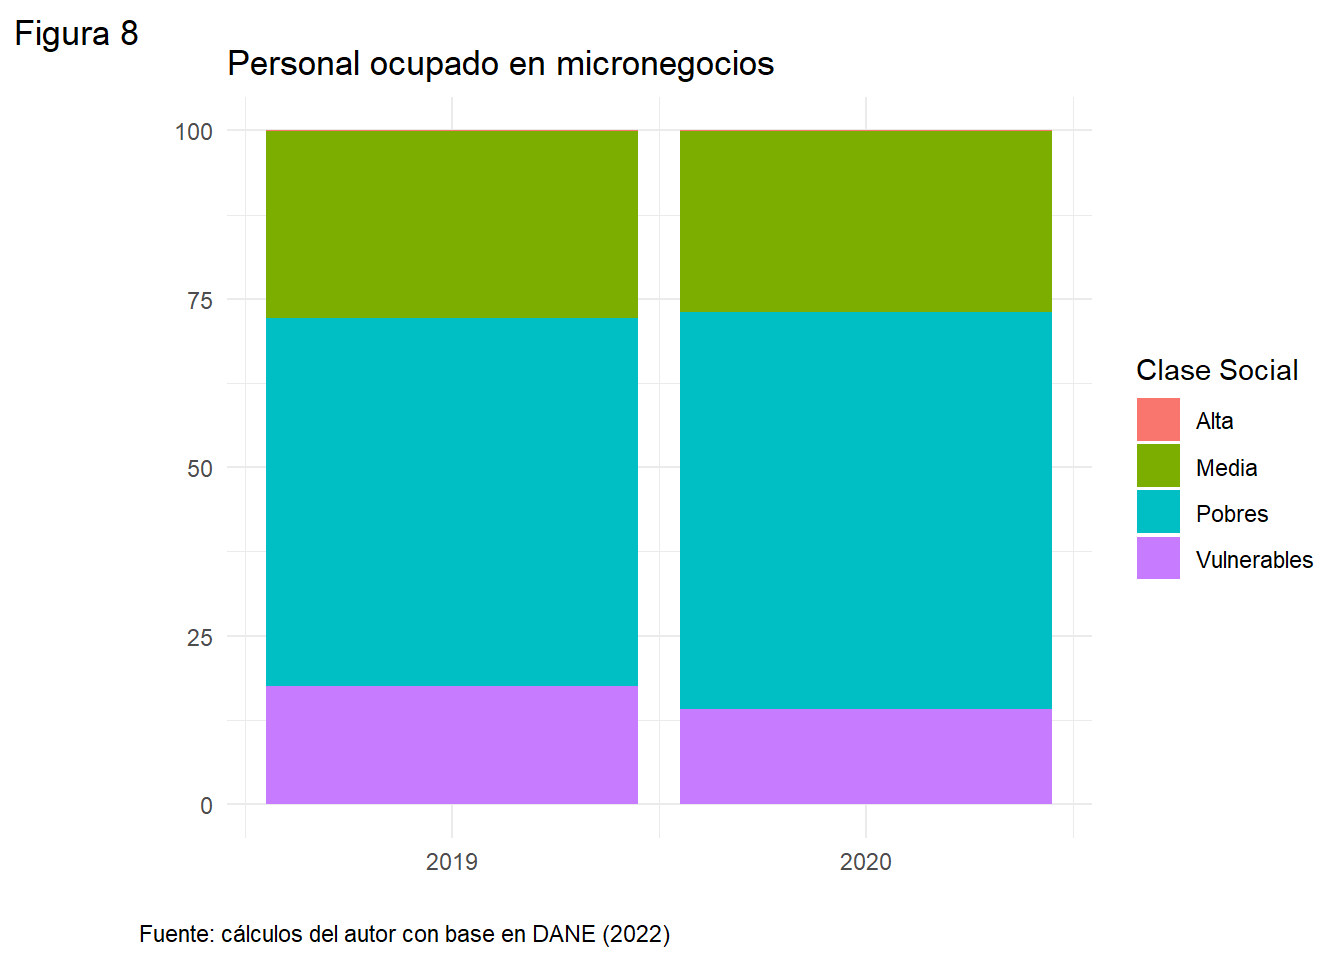 Figura 8
Personal ocupado en micronegocios
100
75
50
25
0
2019
2020
Clase Social
Alta
Media
Pobres
Vulnerables
Fuente: cálculos del autor con base en DANE (2022)